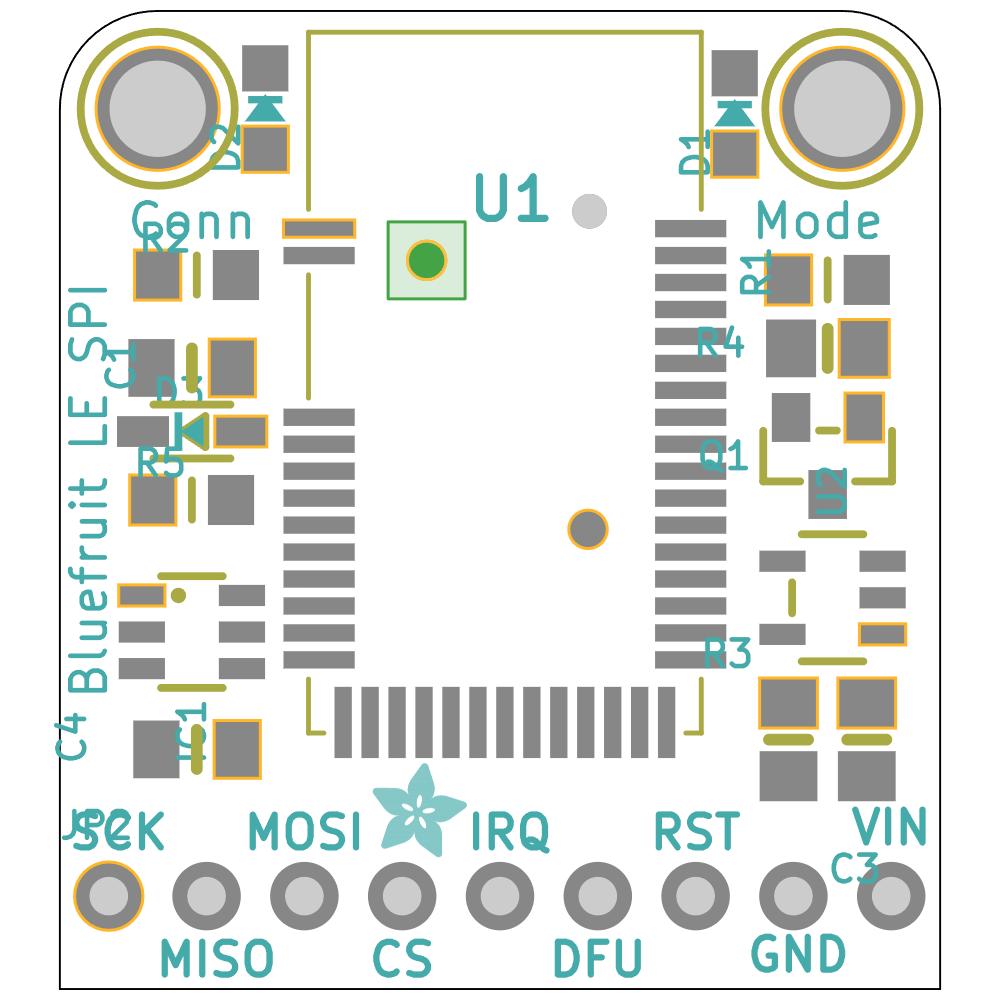 D2
D1
U1
Conn
Mode
R2
R1
Bluefruit LE SPI
C1
R4
D3
Q1
R5
U2
R3
C4
IC1
JP2
SCK
MOSI
IRQ
RST
VIN
C3
MISO
CS
DFU
GND